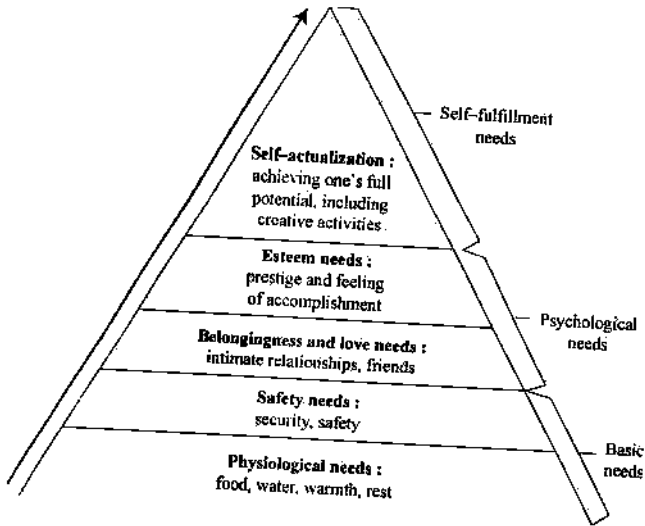 Self-fulfillment
needs
Self-actualization :
achieving one's full
potential, including
creative activities.
Esteem needs :
prestige and feeling
of accomplishment
Psychological
needs
Belongingness and love needs :
intimate relationships, friends
Safety needs :
security, safety
Basic
needs
Physiological needs :
food, water, warmth, rest